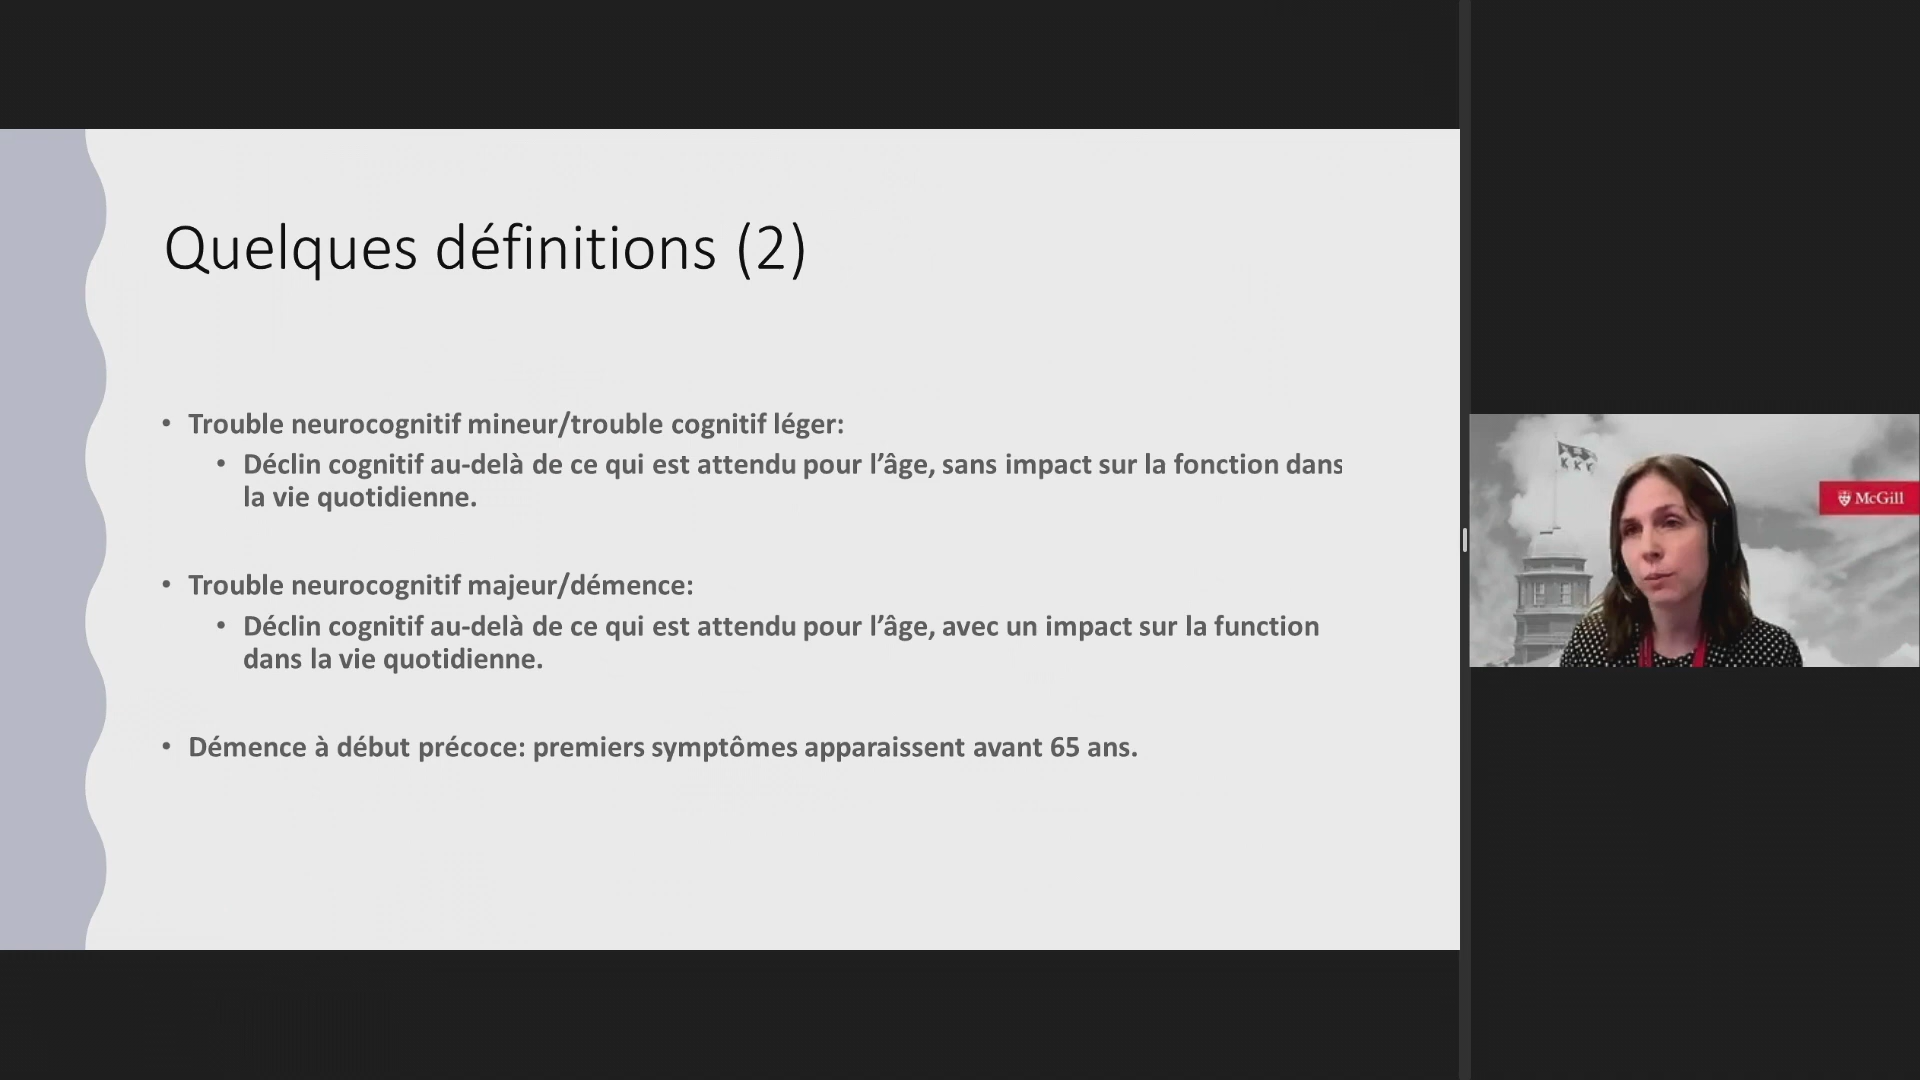 Quelques définitions (2)
• Trouble neurocognitif mineur/trouble cognitif léger:
• Déclin cognitif au-delà de ce qui est attendu pour l’âge, sans impact sur la fonction dans
la vie quotidienne.
• Trouble neurocognitif majeur/démence:
• Déclin cognitif au-delà de ce qui est attendu pour l’âge, avec un impact sur la function
dans la vie quotidienne.
• Démence à début précoce: premiers symptômes apparaissent avant 65 ans.
McGill